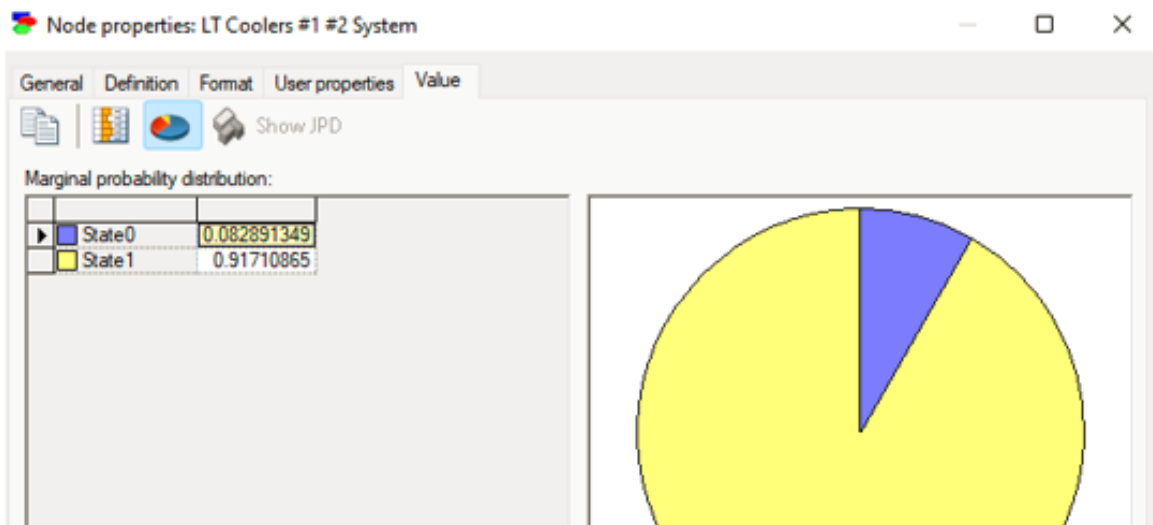 Node properties: LT Coolers #1 #2 System
General Definition Format User properties Value
Show JPD
Marginal probability distribution:
State0 0.082891349
State1 0.91710865